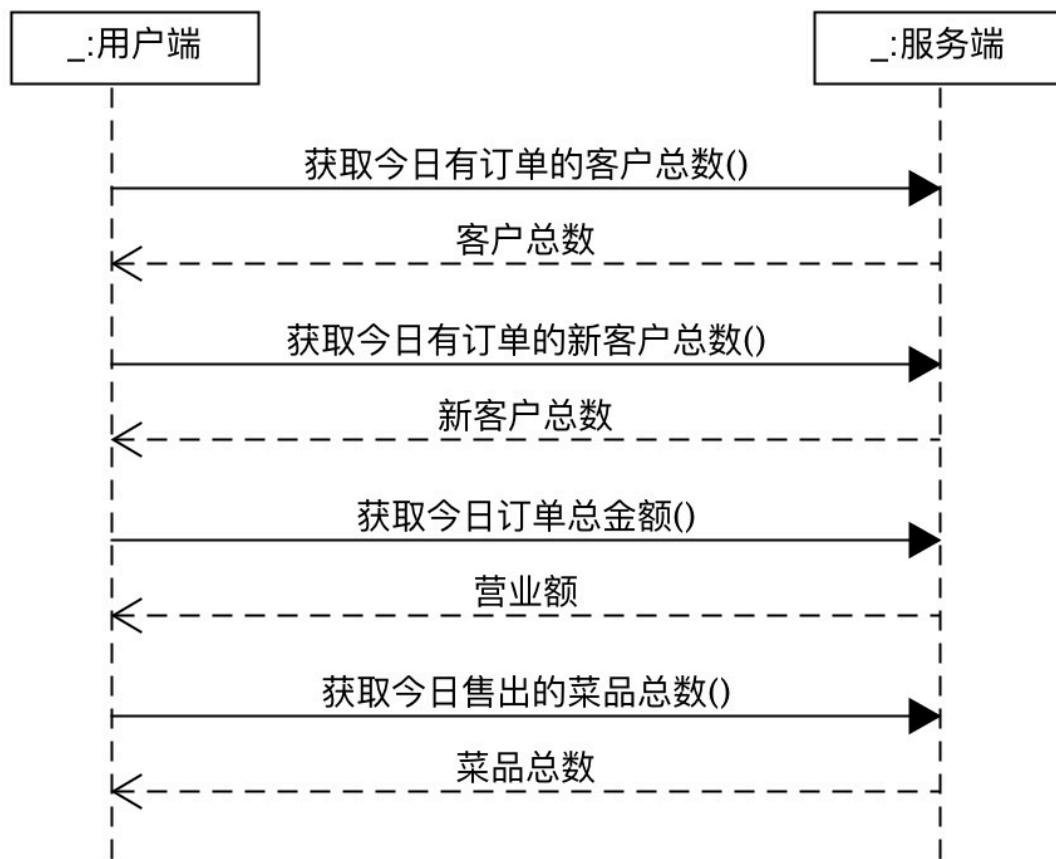 _:用户端
_:服务端
获取今日有订单的客户总数()
客户总数
获取今日有订单的新客户总数()
新客户总数
获取今日订单总金额()
营业额
获取今日售出的菜品总数()
菜品总数